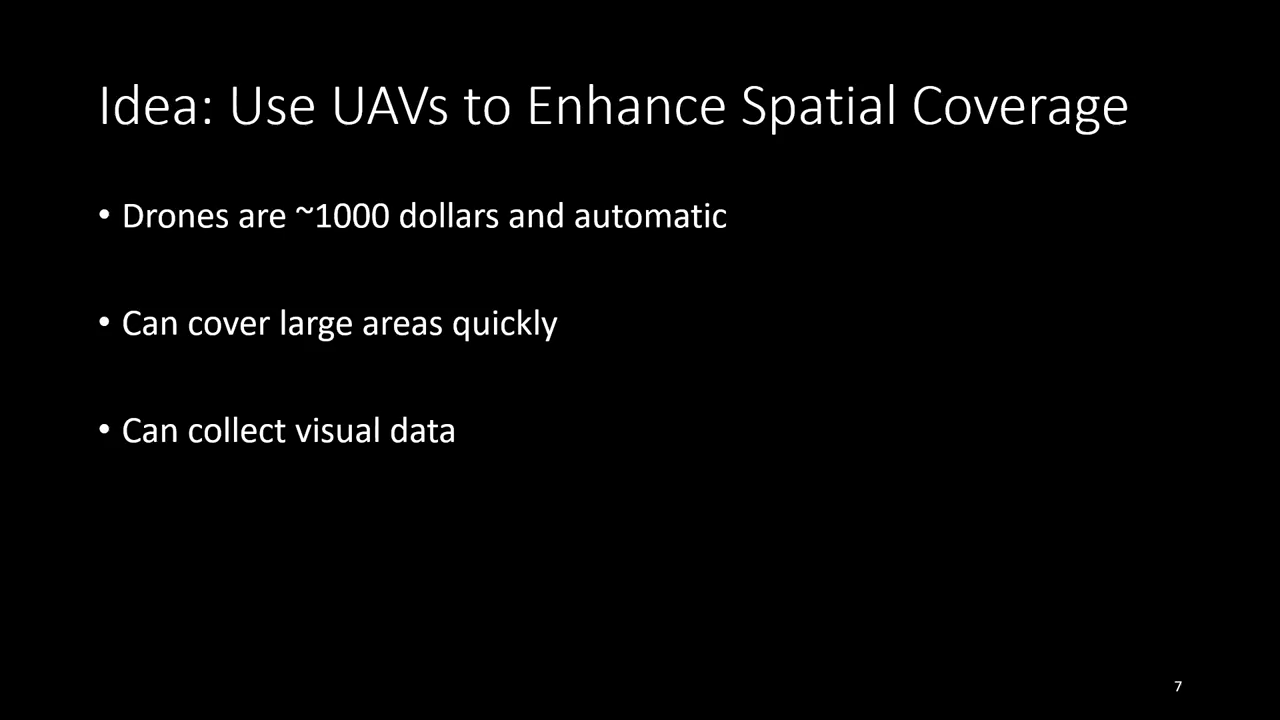 Idea: Use UAVs to Enhance Spatial Coverage
• Drones are ~1000 dollars and automatic
• Can cover large areas quickly
• Can collect visual data
7